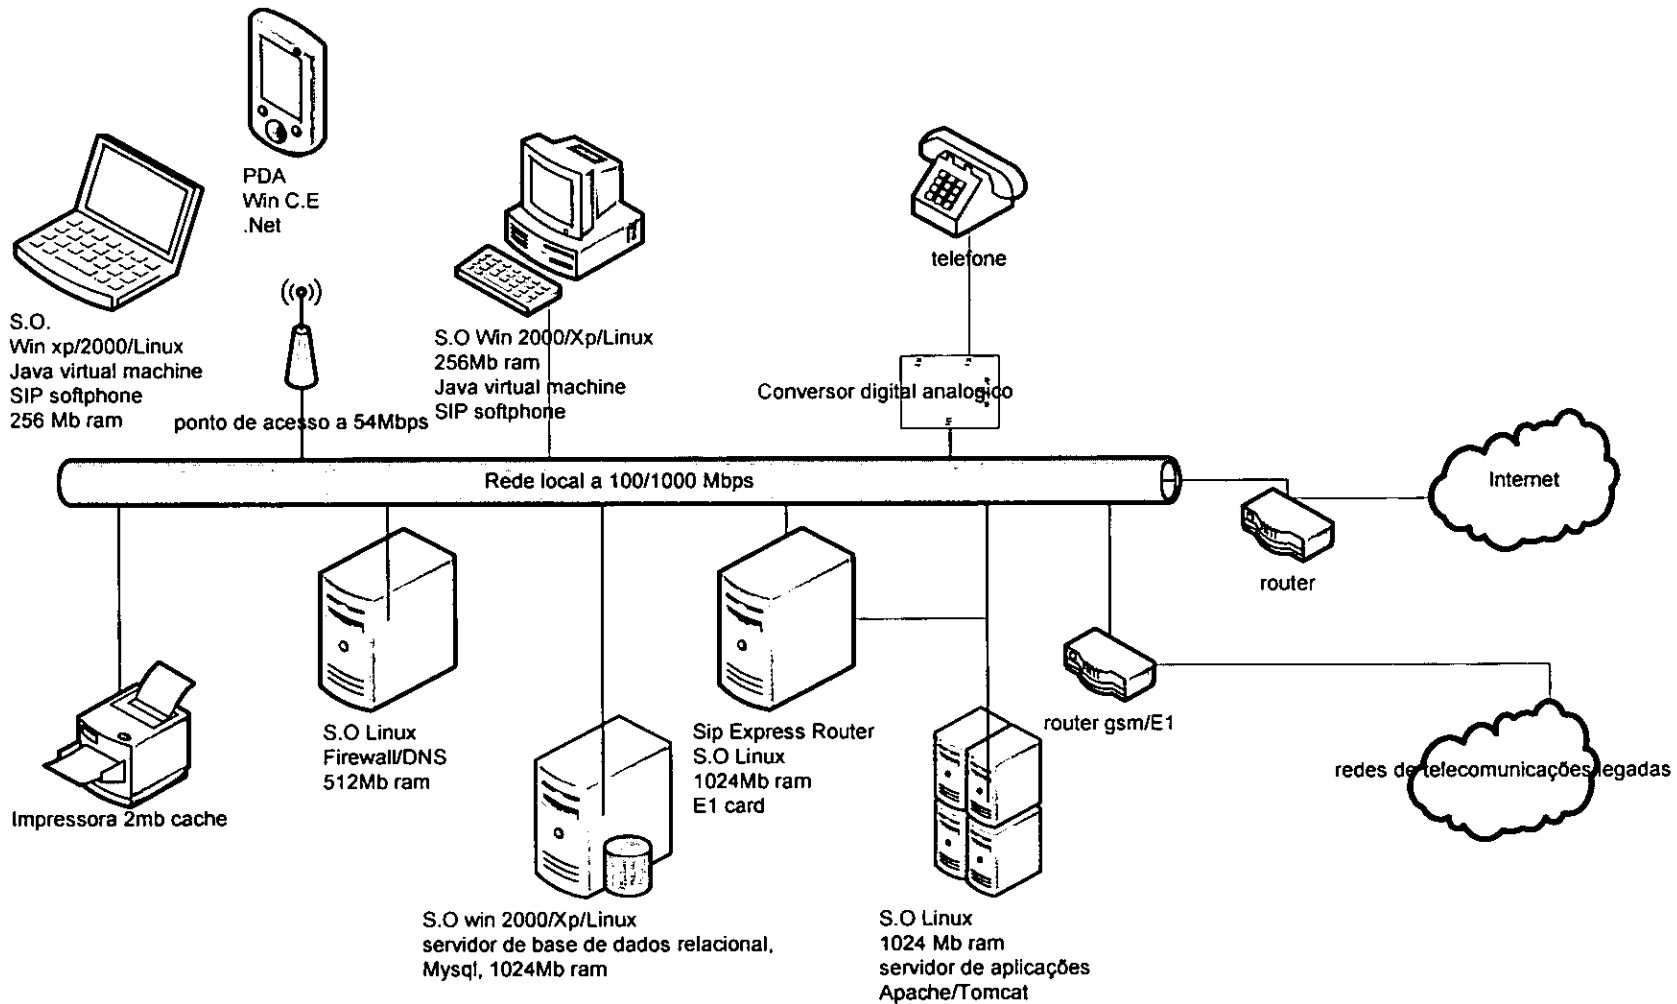 PDA
Win C.E
.Net
S.O.
Win xp/2000/Linux
Java virtual machine
SIP softphone
256 Mb ram
ponto de acesso a 54Mbps
S.O Win 2000/Xp/Linux
256Mb ram
Java virtual machine
SIP softphone
telefone
Conversor digital analogico
Rede local a 100/1000 Mbps
Internet
router
router gsm/E1
redes de telecomunicações legadas
Impressora 2mb cache
S.O Linux
Firewall/DNS
512Mb ram
S.O win 2000/Xp/Linux
servidor de base de dados relacional,
Mysql, 1024Mb ram
Sip Express Router
S.O Linux
1024Mb ram
E1 card
S.O Linux
1024 Mb ram
servidor de aplicações
Apache/Tomcat